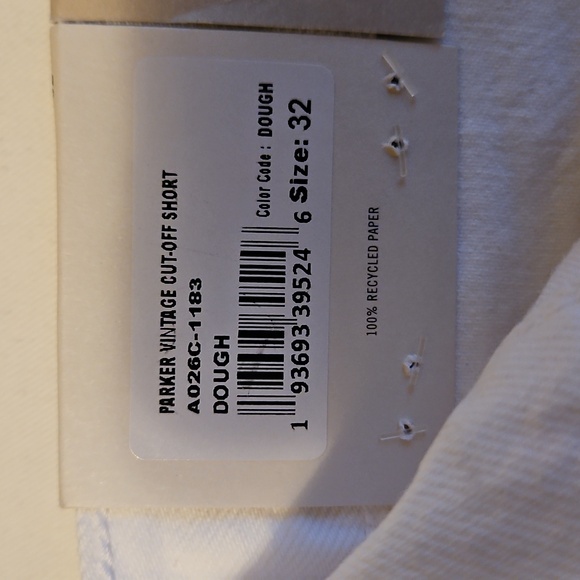 PARKER VINTAGE CUT-OFF SHORT
A026C-1183
DOUGH
Color Code : DOUGH
1 93693 39524 6 Size: 32
100% RECYCLED PAPER